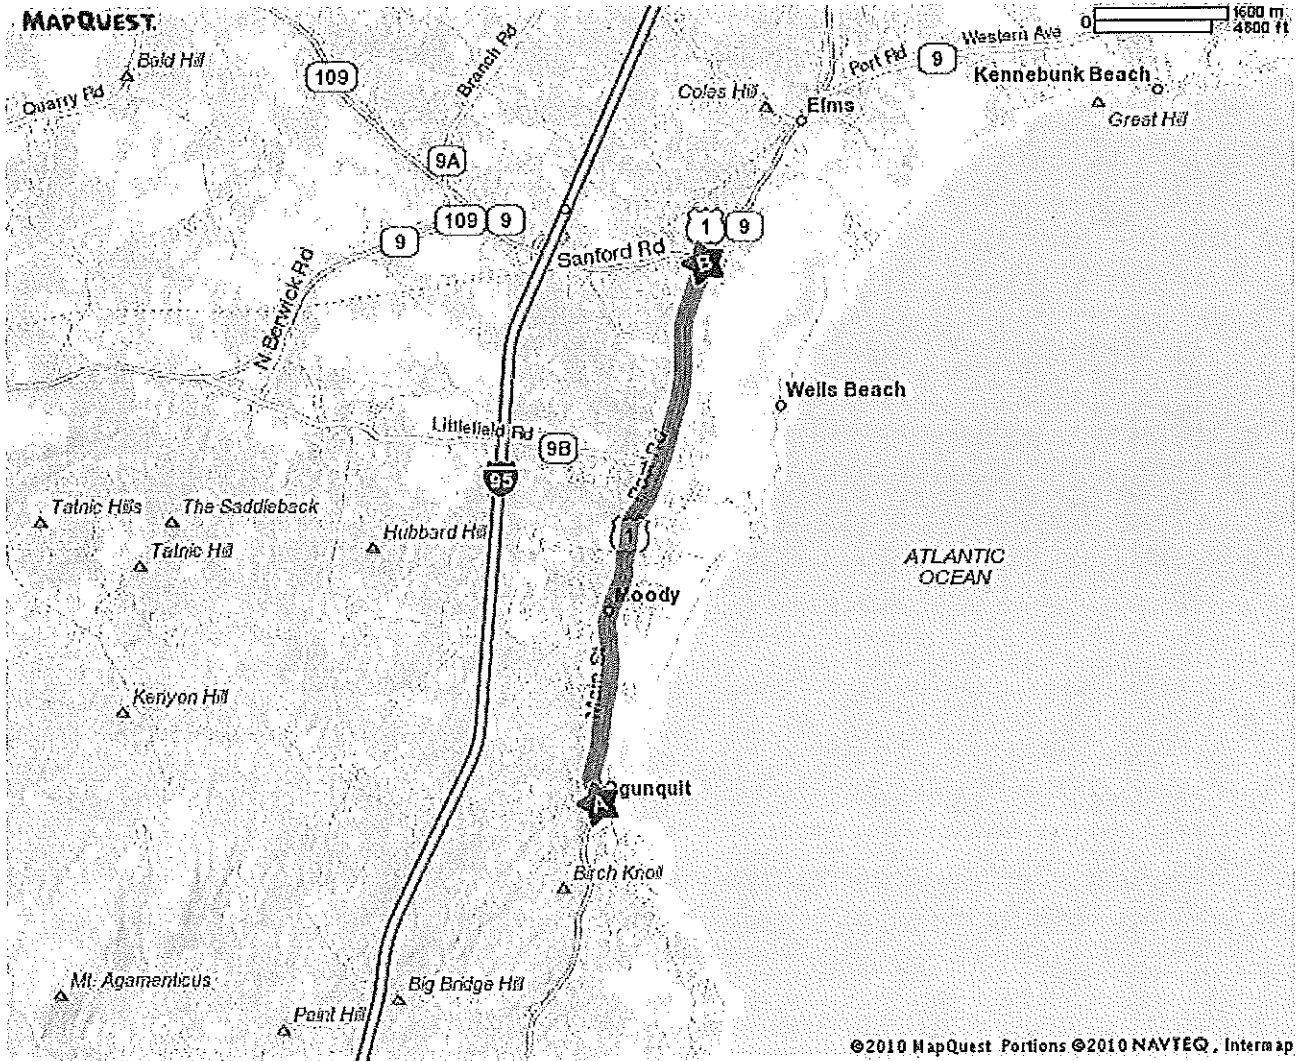 MAPQUEST.
0
1600 m
4800 ft
Bald Hill
Quarry Rd
109
Branch Rd
9A
109
9
9
N Berwick Rd
Sanford Rd
Coles Hill
Elms
Port Rd
9
Western Ave
Kennebunk Beach
Great Hill
1
9
B
Wells Beach
Littlefield Rd
9B
95
Tatnic Hills
The Saddleback
Tatnic Hill
Hubbard Hill
1
Moody
Main St
ATLANTIC
OCEAN
Kenyon Hill
A
Birch Knoll
Mt. Agamenticus
Big Bridge Hill
Point Hill
©2010 MapQuest Portions ©2010 NAVTEQ, Intermap